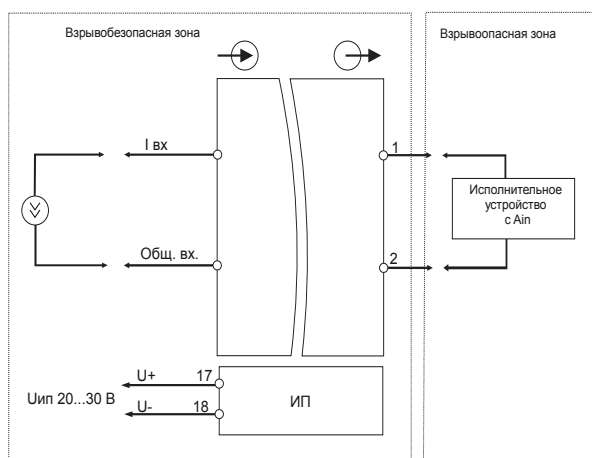 Взрывобезопасная зона
Взрывоопасная зона
I вх
1
Исполнительное
устройство
с Ain
Общ. вх.
2
U+
17
Uип 20...30 В
ИП
U-
18